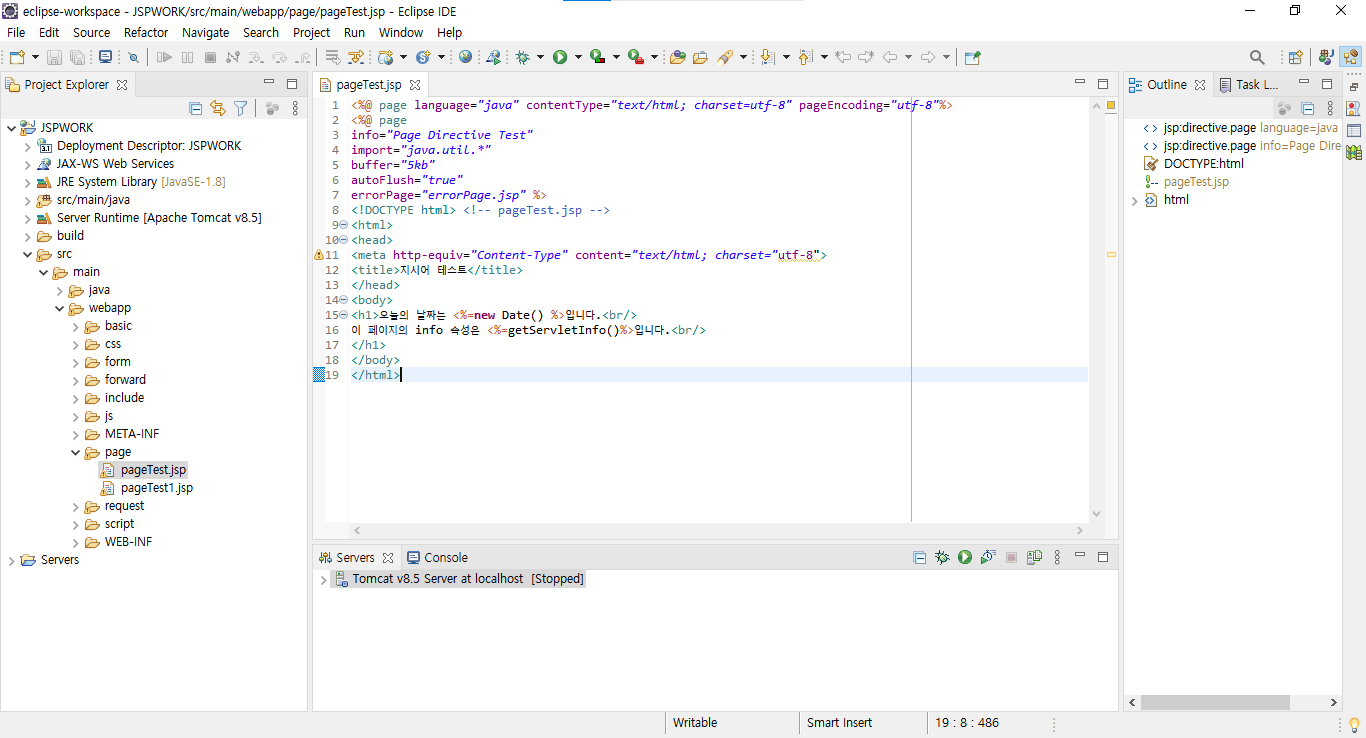 eclipse-workspace - JSPWORK/src/main/webapp/page/pageTest.jsp - Eclipse IDE
File Edit Source Refactor Navigate Search Project Run Window Help
Project Explorer
JSPWORK
Deployment Descriptor: JSPWORK
JAX-WS Web Services
JRE System Library [JavaSE-1.8]
src/main/java
Server Runtime [Apache Tomcat v8.5]
build
src
main
java
webapp
basic
css
form
forward
include
js
META-INF
page
pageTest.jsp
pageTest1.jsp
request
script
WEB-INF
Servers
pageTest.jsp
1 <%@ page language="java" contentType="text/html; charset=utf-8" pageEncoding="utf-8"%>
2 <%@ page
3 info="Page Directive Test"
4 import="java.util.*"
5 buffer="5kb"
6 autoFlush="true"
7 errorPage="errorPage.jsp" %>
8 <!DOCTYPE html> <!-- pageTest.jsp -->
9 <html>
10 <head>
11 <meta http-equiv="Content-Type" content="text/html; charset="utf-8">
12 <title>지시어 테스트</title>
13 </head>
14 <body>
15 <h1>오늘의 날짜는 <%=new Date() %>입니다.<br/>
16 이 페이지의 info 속성은 <%=getServletInfo()%>입니다.<br/>
17 </h1>
18 </body>
19 </html>
Servers Console
Tomcat v8.5 Server at localhost [Stopped]
Outline Task L...
jsp:directive.page language=java
jsp:directive.page info=Page Dire
DOCTYPE:html
pageTest.jsp
html
Writable Smart Insert 19 : 8 : 486